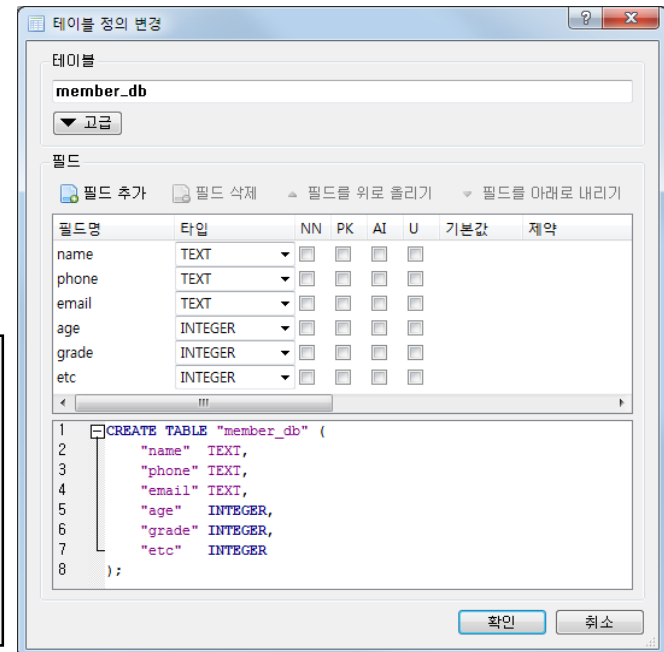 테이블 정의 변경
테이블
member_db
고급
필드
필드 추가 필드 삭제 필드를 위로 올리기 필드를 아래로 내리기
필드명 타입 NN PK AI U 기본값 제약
name TEXT
phone TEXT
email TEXT
age INTEGER
grade INTEGER
etc INTEGER
1 CREATE TABLE "member_db" (
2 "name" TEXT,
3 "phone" TEXT,
4 "email" TEXT,
5 "age" INTEGER,
6 "grade" INTEGER,
7 "etc" INTEGER
8 );
확인 취소